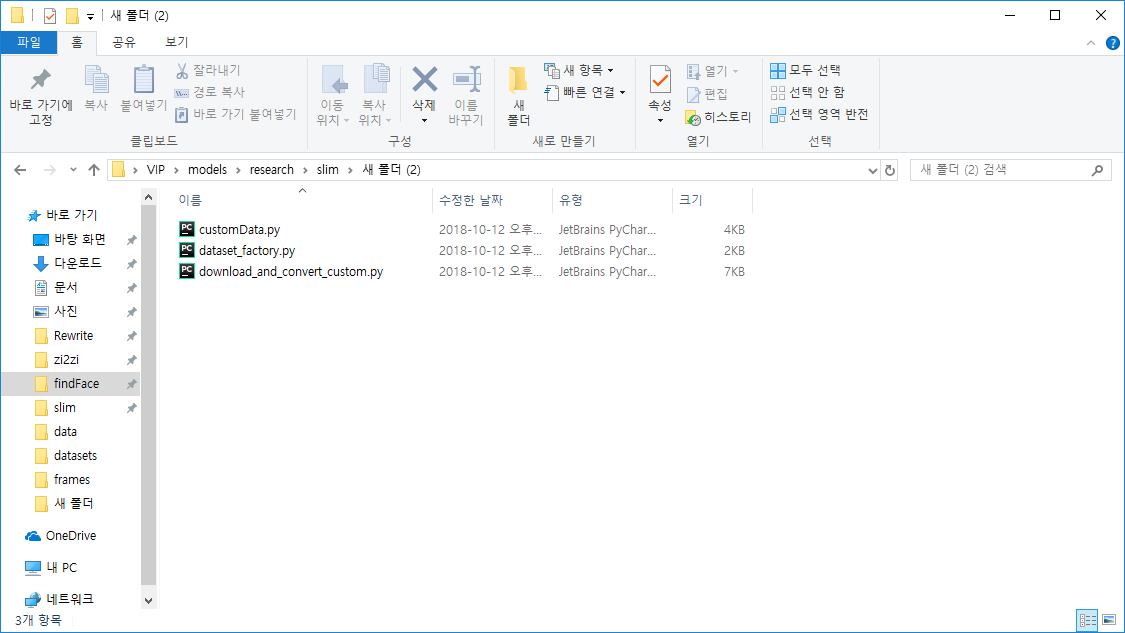 새 폴더 (2)
파일 홈 공유 보기
바로 가기에 고정
복사
붙여넣기
잘라내기
경로 복사
바로 가기 붙여넣기
클립보드
이동 위치
복사 위치
삭제
이름 바꾸기
구성
새 폴더
새 항목
빠른 연결
새로 만들기
속성
열기
편집
히스토리
열기
모두 선택
선택 안 함
선택 영역 반전
선택
VIP › models › research › slim › 새 폴더 (2)
새 폴더 (2) 검색
바로 가기
바탕 화면
다운로드
문서
사진
Rewrite
zi2zi
findFace
slim
data
datasets
frames
새 폴더
OneDrive
내 PC
네트워크
이름 수정한 날짜 유형 크기
PC customData.py 2018-10-12 오후... JetBrains PyChar... 4KB
PC dataset_factory.py 2018-10-12 오후... JetBrains PyChar... 2KB
PC download_and_convert_custom.py 2018-10-12 오후... JetBrains PyChar... 7KB
3개 항목